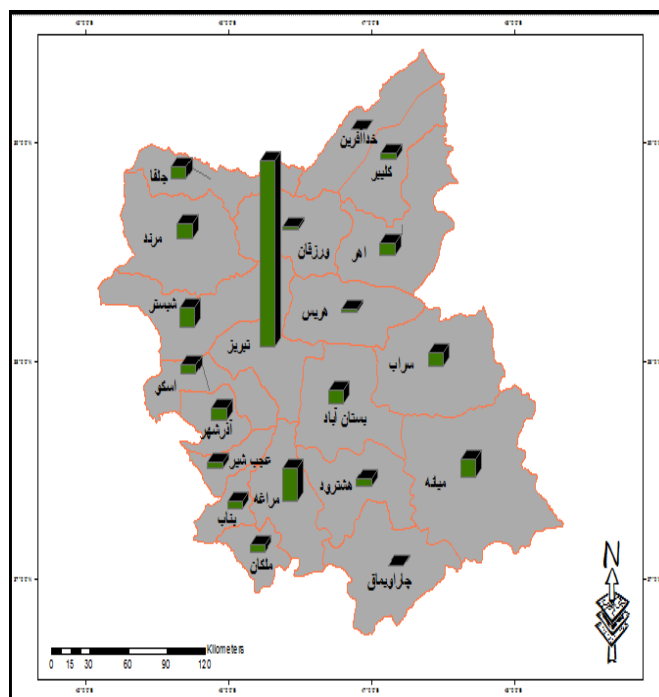 خداآفرین
کلیبر
جلفا
مرند
ورزقان
اهر
شبستر
هریس
تبریز
سراب
اسکو
بستان آباد
آذرشهر
عجب شیر
مراغه
هشترود
میانه
بناب
ملکان
چاراویماق
N
Kilometers
0 15 30 60 90 120